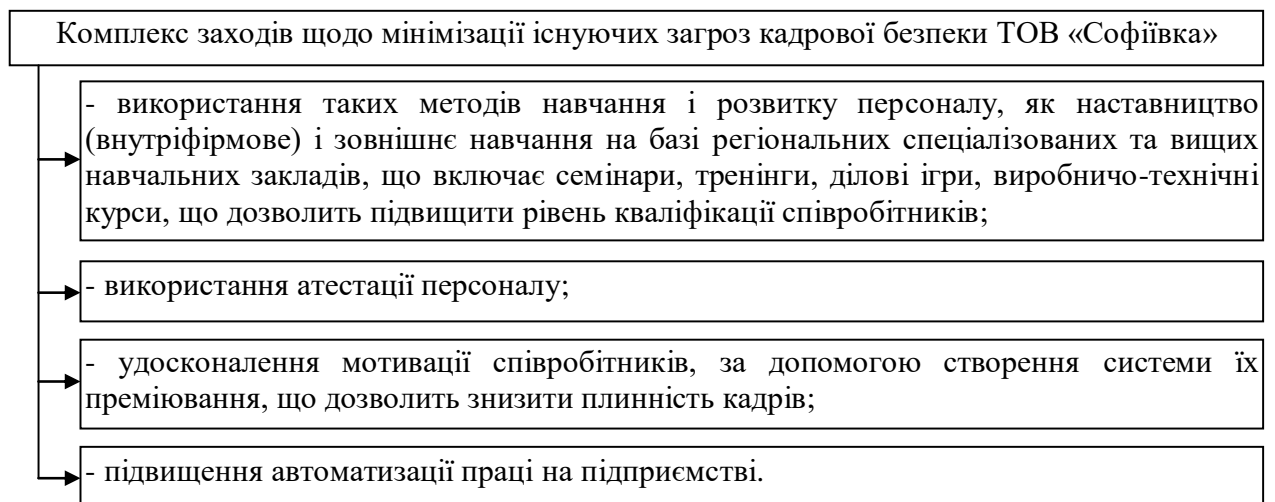 Комплекс заходів щодо мінімізації існуючих загроз кадрової безпеки ТОВ «Софіївка»
- використання таких методів навчання і розвитку персоналу, як наставництво
(внутріфірмове) і зовнішнє навчання на базі регіональних спеціалізованих та вищих
навчальних закладів, що включає семінари, тренінги, ділові ігри, виробничо-технічні
курси, що дозволить підвищити рівень кваліфікації співробітників;
- використання атестації персоналу;
- удосконалення мотивації співробітників, за допомогою створення системи їх
преміювання, що дозволить знизити плинність кадрів;
- підвищення автоматизації праці на підприємстві.